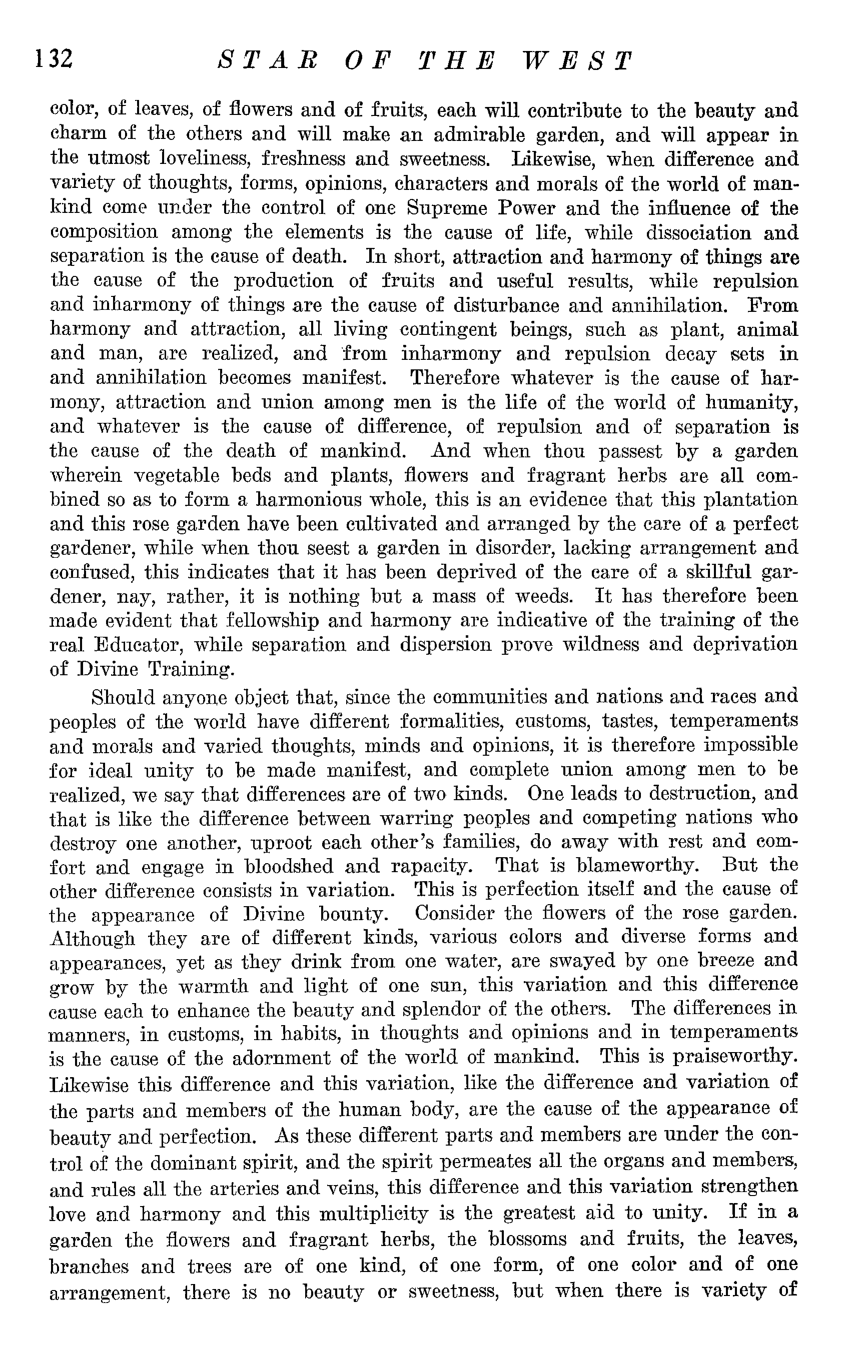 132 STAR OF THE WEST
color, of leaves, of flowers and of fruits, each will contribute to the beauty and
charm of the others and will make an admirable garden, and will appear in
the utmost loveliness, freshness and sweetness. Likewise, when difference and
variety of thoughts, forms, opinions, characters and morals of the world of man-
kind come under the control of one Supreme Power and the influence of the
composition among the elements is the cause of life, while dissociation and
separation is the cause of death. In short, attraction and harmony of things are
the cause of the production of fruits and useful results, while repulsion
and inharmony of things are the cause of disturbance and annihilation. From
harmony and attraction, all living contingent beings, such as plant, animal
and man, are realized, and from inharmony and repulsion decay sets in
and annihilation becomes manifest. Therefore whatever is the cause of har-
mony, attraction and union among men is the life of the world of humanity,
and whatever is the cause of difference, of repulsion and of separation is
the cause of the death of mankind. And when thou passest by a garden
wherein vegetable beds and plants, flowers and fragrant herbs are all com-
bined so as to form a harmonious whole, this is an evidence that this plantation
and this rose garden have been cultivated and arranged by the care of a perfect
gardener, while when thou seest a garden in disorder, lacking arrangement and
confused, this indicates that it has been deprived of the care of a skillful gar-
dener, nay, rather, it is nothing but a mass of weeds. It has therefore been
made evident that fellowship and harmony are indicative of the training of the
real Educator, while separation and dispersion prove wildness and deprivation
of Divine Training.
Should anyone object that, since the communities and nations and races and
peoples of the world have different formalities, customs, tastes, temperaments
and morals and varied thoughts, minds and opinions, it is therefore impossible
for ideal unity to be made manifest, and complete union among men to be
realized, we say that differences are of two kinds. One leads to destruction, and
that is like the difference between warring peoples and competing nations who
destroy one another, uproot each other's families, do away with rest and com-
fort and engage in bloodshed and rapacity. That is blameworthy. But the
other difference consists in variation. This is perfection itself and the cause of
the appearance of Divine bounty. Consider the flowers of the rose garden.
Although they are of different kinds, various colors and diverse forms and
appearances, yet as they drink from one water, are swayed by one breeze and
grow by the warmth and light of one sun, this variation and this difference
cause each to enhance the beauty and splendor of the others. The differences in
manners, in customs, in habits, in thoughts and opinions and in temperaments
is the cause of the adornment of the world of mankind. This is praiseworthy.
Likewise this difference and this variation, like the difference and variation of
the parts and members of the human body, are the cause of the appearance of
beauty and perfection. As these different parts and members are under the con-
trol of the dominant spirit, and the spirit permeates all the organs and members,
and rules all the arteries and veins, this difference and this variation strengthen
love and harmony and this multiplicity is the greatest aid to unity. If in a
garden the flowers and fragrant herbs, the blossoms and fruits, the leaves,
branches and trees are of one kind, of one form, of one color and of one
arrangement, there is no beauty or sweetness, but when there is variety of